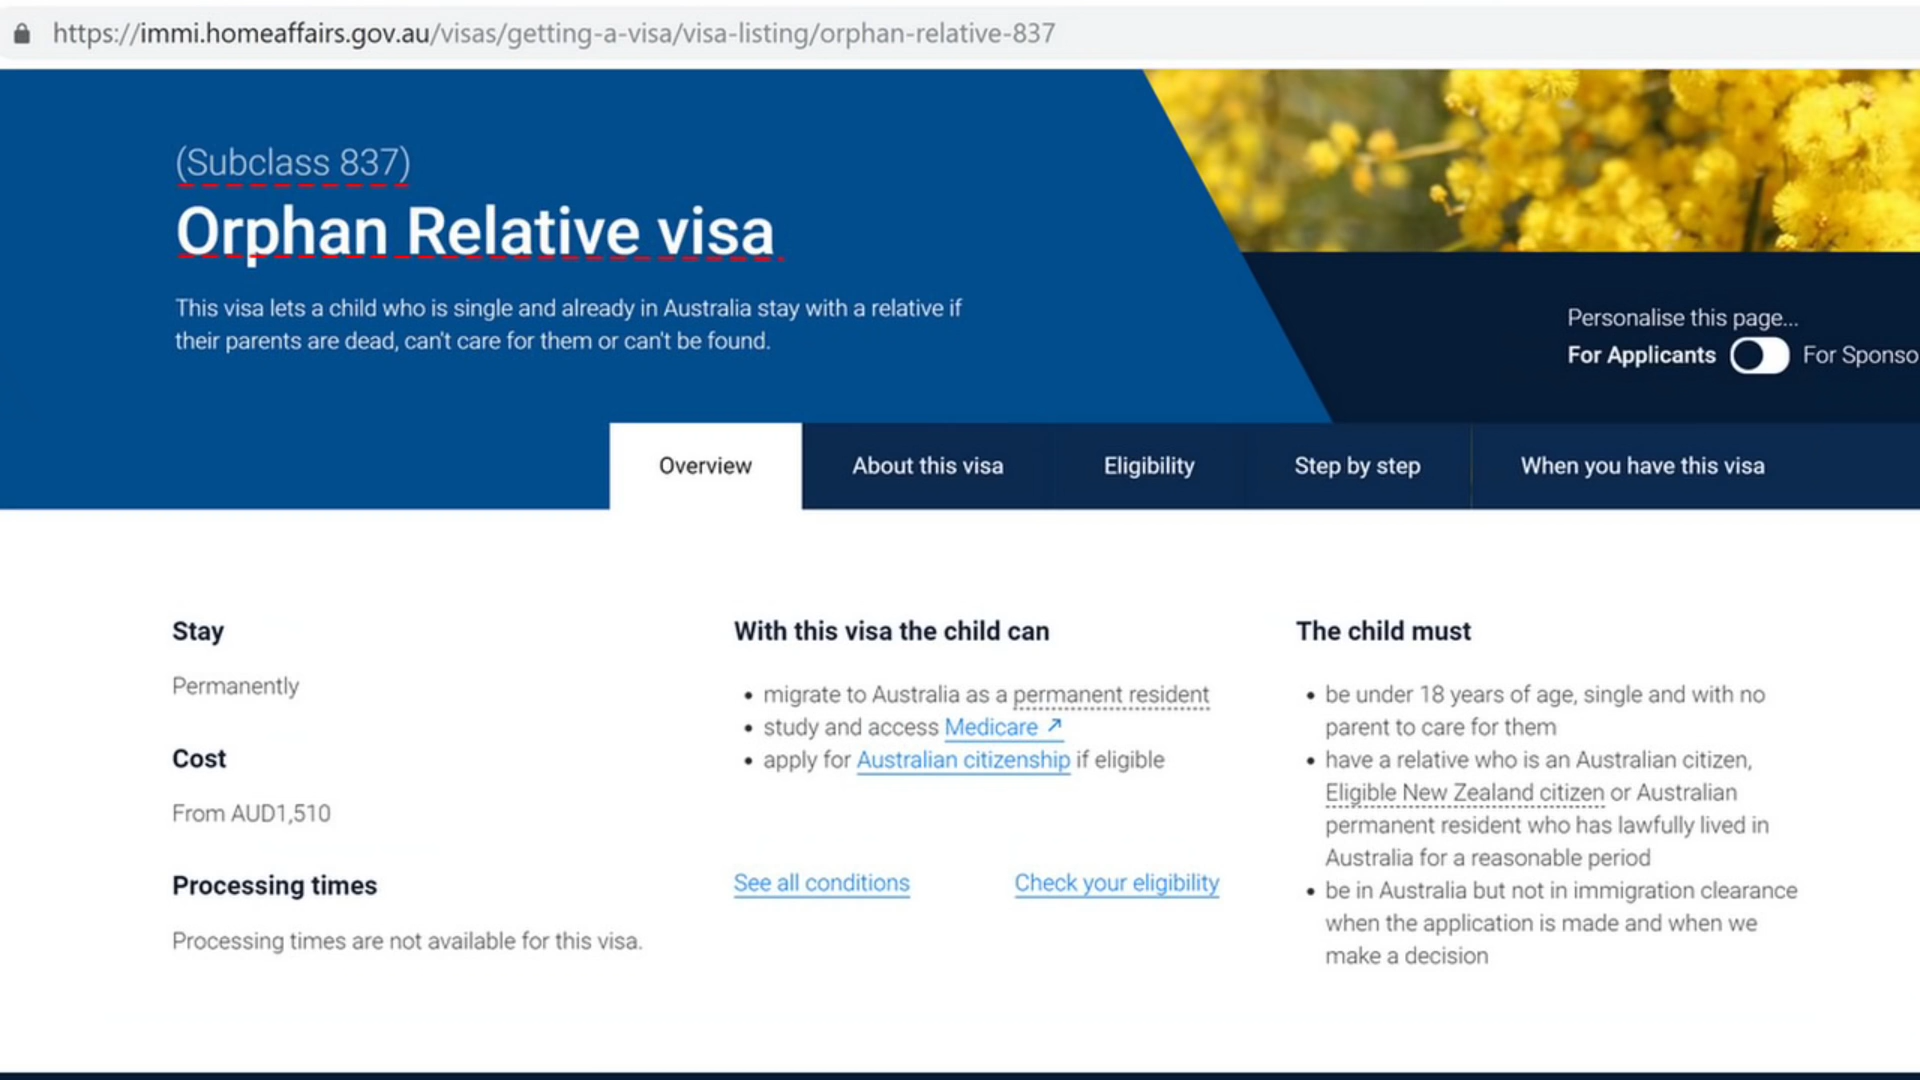 https://immi.homeaffairs.gov.au/visas/getting-a-visa/visa-listing/orphan-relative-837
(Subclass 837)
Orphan Relative visa
This visa lets a child who is single and already in Australia stay with a relative if
their parents are dead, can't care for them or can't be found.
Personalise this page...
For Applicants For Sponso
Overview
About this visa
Eligibility
Step by step
When you have this visa
Stay
Permanently
Cost
From AUD1,510
Processing times
Processing times are not available for this visa.
With this visa the child can
• migrate to Australia as a permanent resident
• study and access Medicare ↗
• apply for Australian citizenship if eligible
See all conditions
Check your eligibility
The child must
• be under 18 years of age, single and with no
parent to care for them
• have a relative who is an Australian citizen,
Eligible New Zealand citizen or Australian
permanent resident who has lawfully lived in
Australia for a reasonable period
• be in Australia but not in immigration clearance
when the application is made and when we
make a decision